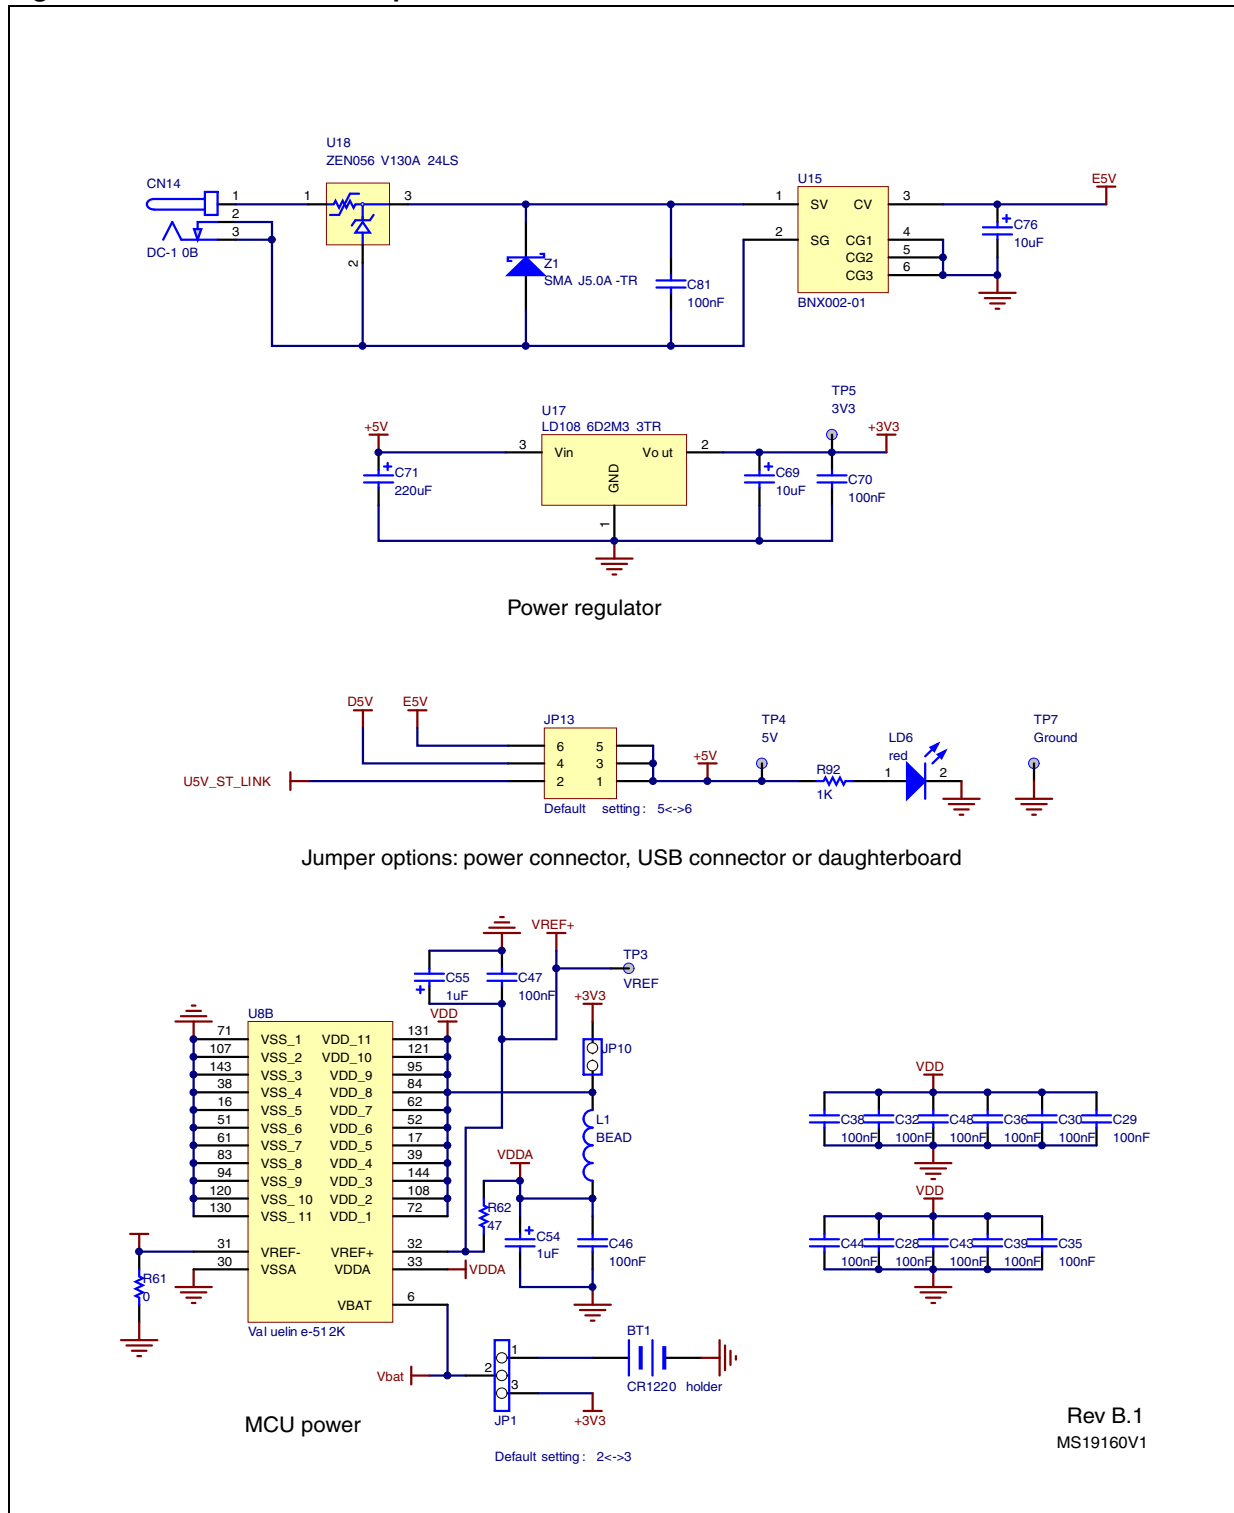 U18
ZEN056 V130A 24LS
CN14
1
2
3
DC-1 0B
1
3
2
Z1
SMA J5.0A -TR
C81
100nF
U15
1 SV CV 3
2 SG CG1 4
CG2 5
CG3 6
BNX002-01
E5V
+ C76
10uF
TP5
3V3
U17
LD108 6D2M3 3TR
+5V
3 Vin Vo ut 2
GND
1
+3V3
+ C71
220uF
+ C69
10uF
C70
100nF
Power regulator
D5V E5V
JP13
6 5
4 3
2 1
U5V_ST_LINK
Default setting : 5<->6
+5V
TP4
5V
R92
1K
LD6
red
1 2
TP7
Ground
Jumper options: power connector, USB connector or daughterboard
VREF+
TP3
VREF
C55
1uF
+
C47
100nF
+3V3
JP10
U8B
VDD
71 VSS_1 VDD_11 131
107 VSS_2 VDD_10 121
143 VSS_3 VDD_9 95
38 VSS_4 VDD_8 84
16 VSS_5 VDD_7 62
51 VSS_6 VDD_6 52
61 VSS_7 VDD_5 17
83 VSS_8 VDD_4 39
94 VSS_9 VDD_3 144
120 VSS_ 10 VDD_2 108
130 VSS_ 11 VDD_1 72
31 VREF- VREF+ 32
30 VSSA VDDA 33
VBAT 6
Val uelin e-512K
R61
0
L1
BEAD
VDDA
R62
47
+ C54
1uF
C46
100nF
VDDA
VDD
C38 C32 C48 C36 C30 C29
100nF 100nF 100nF 100nF 100nF 100nF
VDD
C44 C28 C43 C39 C35
100nF 100nF 100nF 100nF 100nF
Vbat
1
2
3
JP1
BT1
CR1220 holder
+3V3
MCU power
Default setting : 2<->3
Rev B.1
MS19160V1